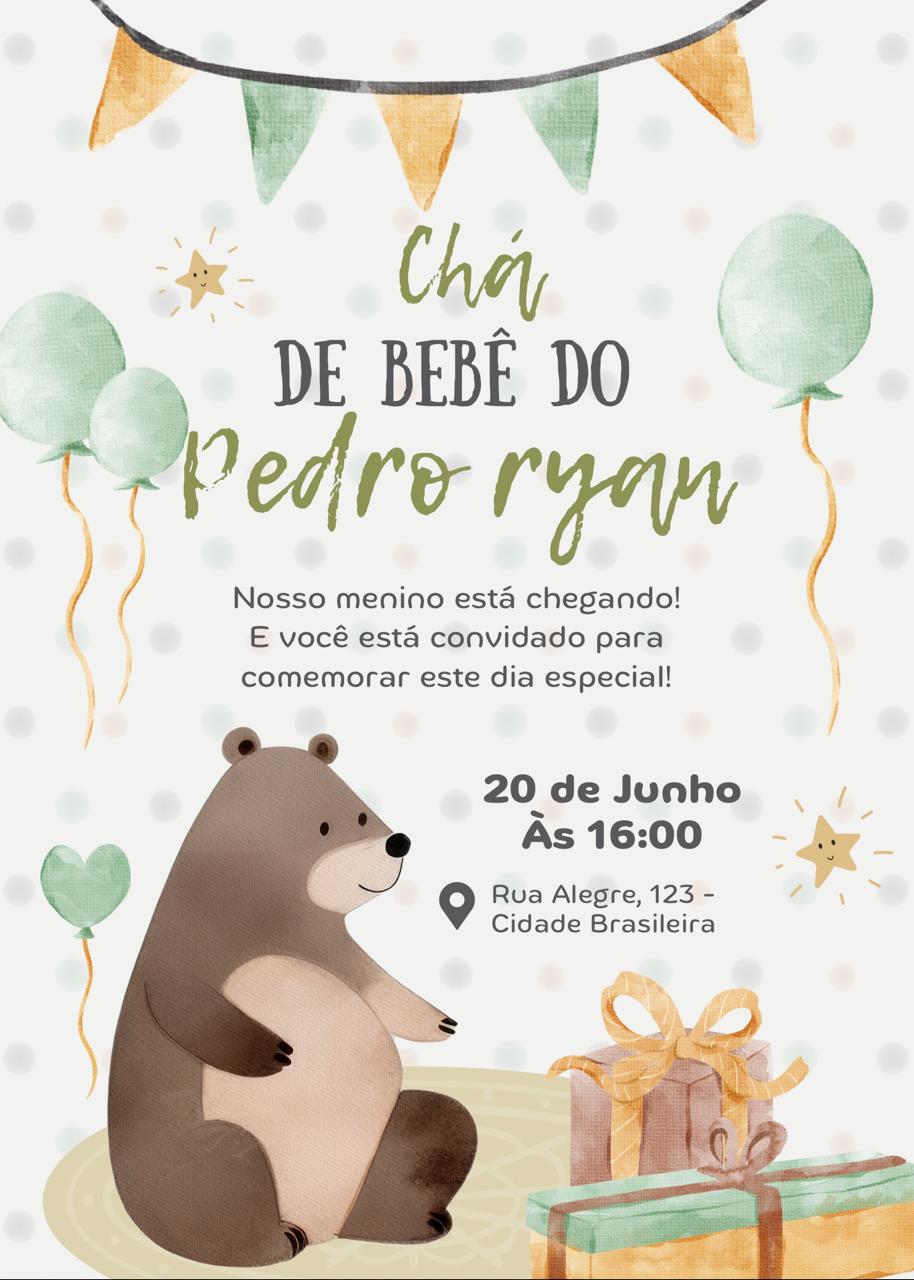 Chá
DE BEBÊ DO
Pedro ryan
Nosso menino está chegando!
E você está convidado para
comemorar este dia especial!
20 de Junho
Às 16:00
Rua Alegre, 123 -
Cidade Brasileira